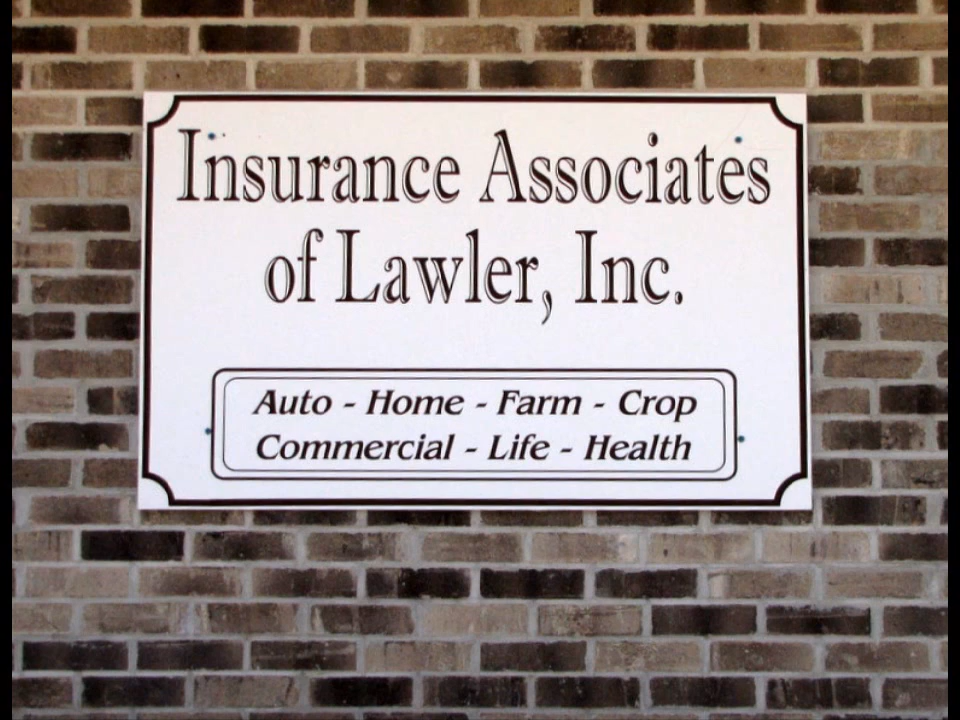 Insurance Associates
of Lawler, Inc.
Auto - Home - Farm - Crop
Commercial - Life - Health